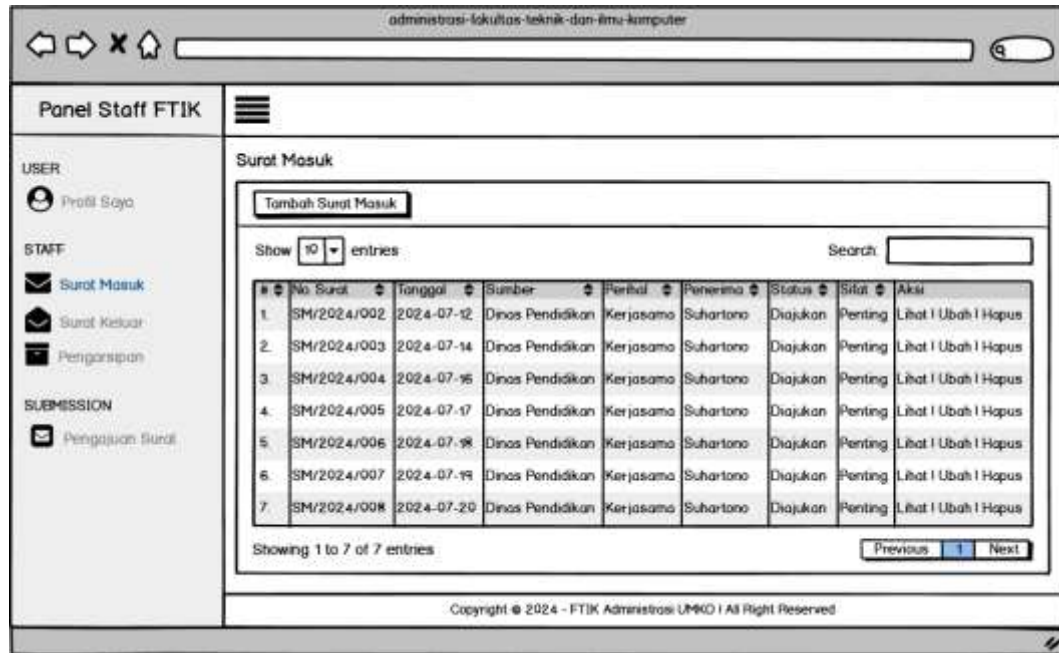 administrasi-fakultas-teknik-dan-ilmu-komputer
Panel Staff FTIK
USER
Profil Saya
STAFF
Surat Masuk
Surat Keluar
Pengarsipan
SUBMISSION
Pengajuan Surat
Surat Masuk
Tambah Surat Masuk
Show 10 entries Search:
# No. Surat Tanggal Sumber Perihal Penerima Status Sifat Aksi
1. SM/2024/002 2024-07-12 Dinas Pendidikan Kerjasama Suhartono Diajukan Penting Lihat | Ubah | Hapus
2. SM/2024/003 2024-07-14 Dinas Pendidikan Kerjasama Suhartono Diajukan Penting Lihat | Ubah | Hapus
3. SM/2024/004 2024-07-16 Dinas Pendidikan Kerjasama Suhartono Diajukan Penting Lihat | Ubah | Hapus
4. SM/2024/005 2024-07-17 Dinas Pendidikan Kerjasama Suhartono Diajukan Penting Lihat | Ubah | Hapus
5. SM/2024/006 2024-07-18 Dinas Pendidikan Kerjasama Suhartono Diajukan Penting Lihat | Ubah | Hapus
6. SM/2024/007 2024-07-19 Dinas Pendidikan Kerjasama Suhartono Diajukan Penting Lihat | Ubah | Hapus
7. SM/2024/008 2024-07-20 Dinas Pendidikan Kerjasama Suhartono Diajukan Penting Lihat | Ubah | Hapus
Showing 1 to 7 of 7 entries
Previous 1 Next
Copyright @ 2024 - FTIK Administrasi UMKO | All Right Reserved